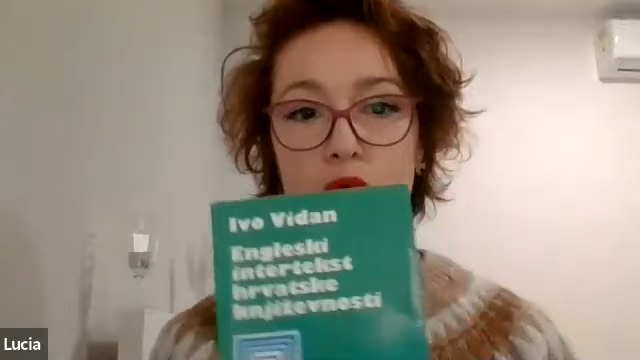 Ivo Vidan
Engleski
intertekst
hrvatske
književnosti
Lucia